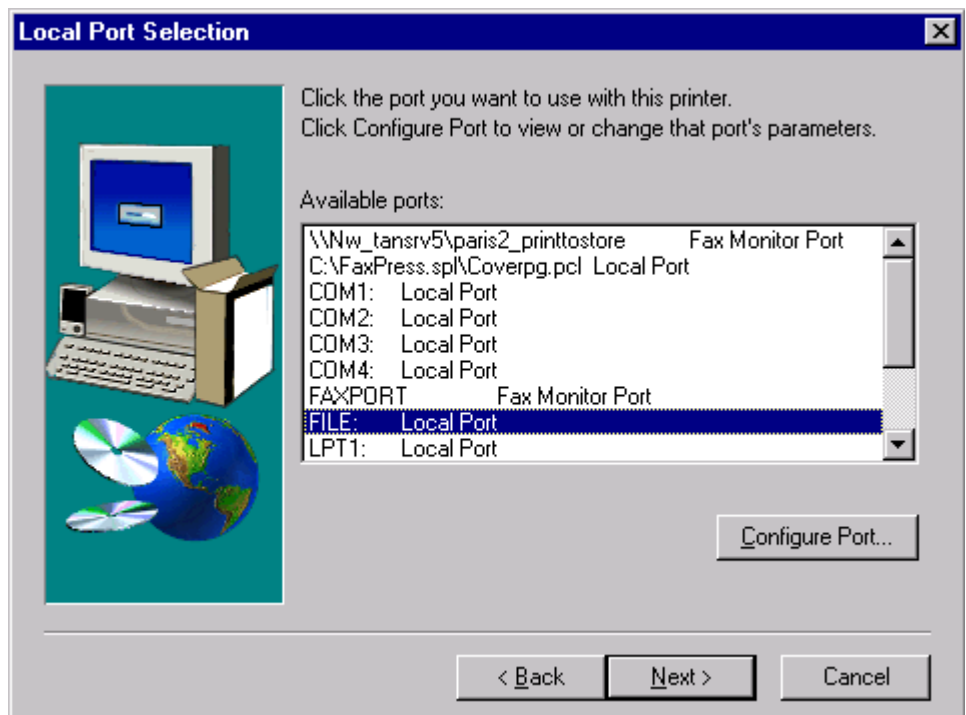 Local Port Selection
Click the port you want to use with this printer.
Click Configure Port to view or change that port's parameters.
Available ports:
\\Nw_tansrv5\paris2_printtostore Fax Monitor Port
C:\FaxPress.spl\Coverpg.pcl Local Port
COM1: Local Port
COM2: Local Port
COM3: Local Port
COM4: Local Port
FAXPORT Fax Monitor Port
FILE: Local Port
LPT1: Local Port
Configure Port...
< Back Next > Cancel